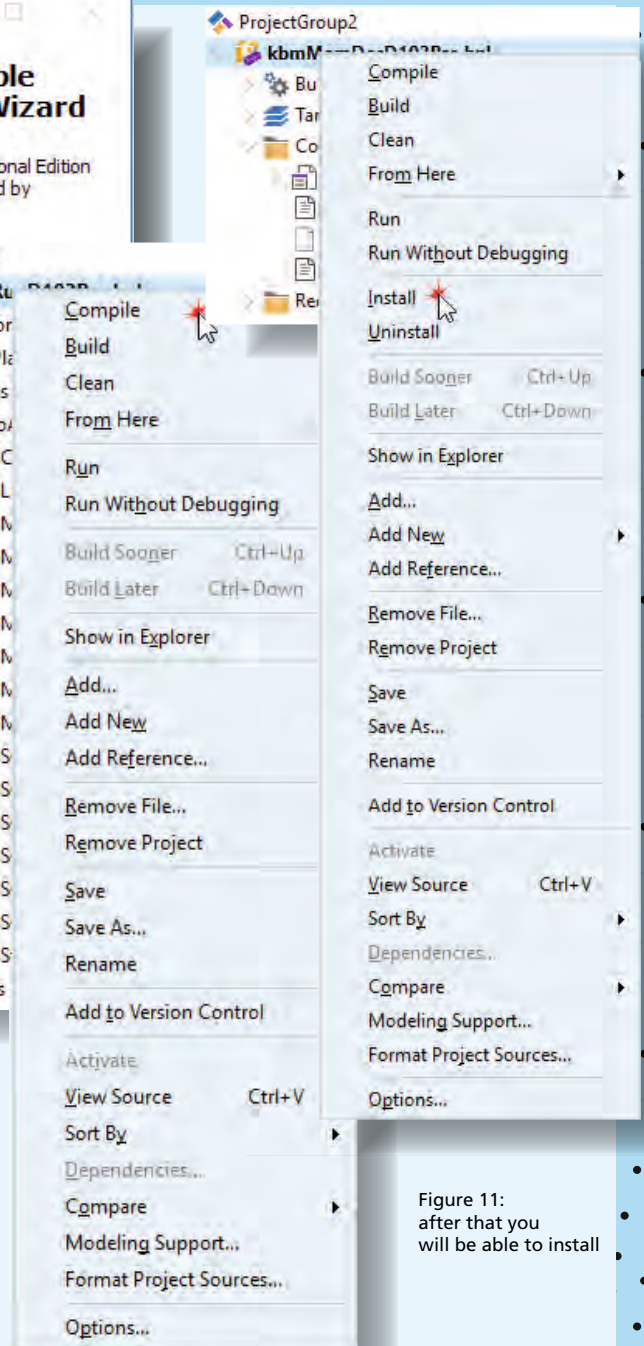 Wizard
onal Edition
d by
ProjectGroup2
Compile
Build
Clean
From Here
Run
Run Without Debugging
Install
Uninstall
Build Sooner Ctrl+Up
Build Later Ctrl+Down
Show in Explorer
Add...
Add New
Add Reference...
Remove File...
Remove Project
Save
Save As...
Rename
Add to Version Control
Activate
View Source Ctrl+V
Sort By
Dependencies...
Compare
Modeling Support...
Format Project Sources...
Options...
Compile
Build
Clean
From Here
Run
Run Without Debugging
Build Sooner Ctrl+Up
Build Later Ctrl+Down
Show in Explorer
Add...
Add New
Add Reference...
Remove File...
Remove Project
Save
Save As...
Rename
Add to Version Control
Activate
View Source Ctrl+V
Sort By
Dependencies...
Compare
Modeling Support...
Format Project Sources...
Options...
Figure 11:
after that you
will be able to install